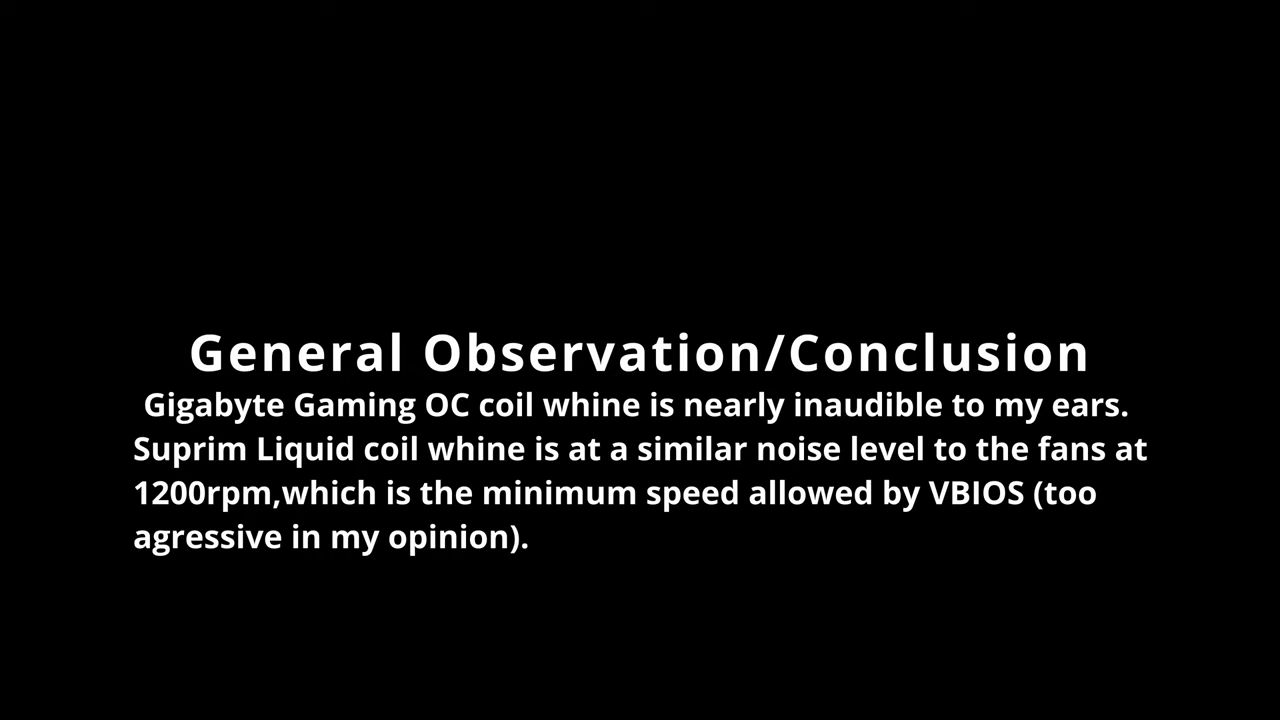 General Observation/Conclusion
Gigabyte Gaming OC coil whine is nearly inaudible to my ears.
Suprim Liquid coil whine is at a similar noise level to the fans at
1200rpm,which is the minimum speed allowed by VBIOS (too
agressive in my opinion).